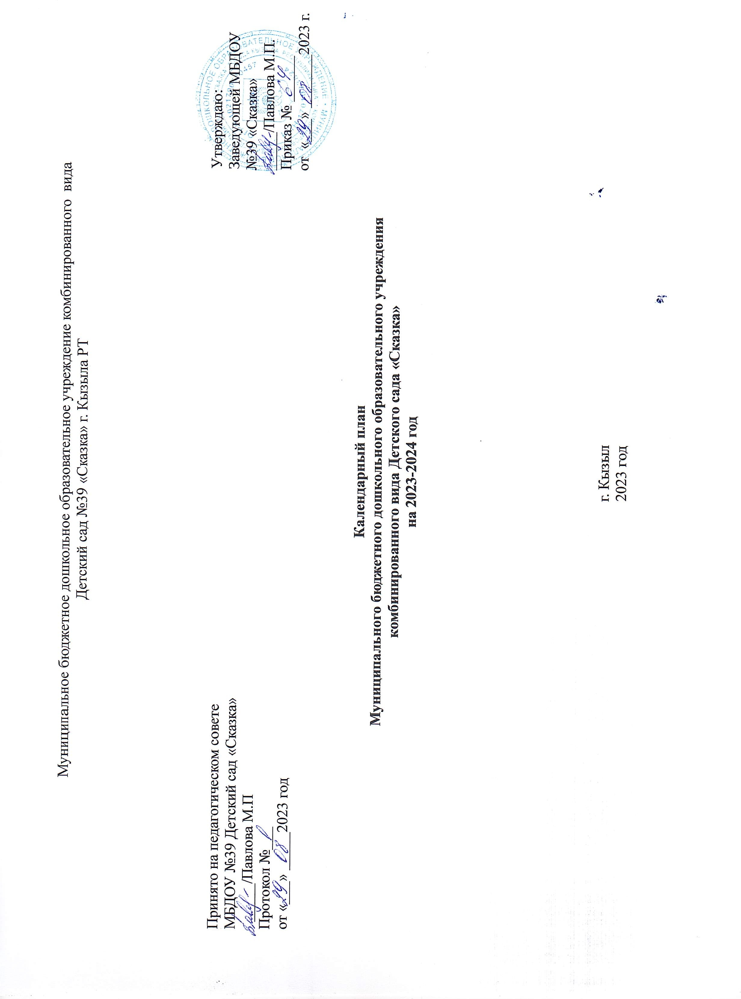 Муниципальное бюджетное дошкольное образовательное учреждение комбинированного вида
Детский сад №39 «Сказка» г. Кызыла РТ
Принято на педагогическом совете
МБДОУ №39 Детский сад «Сказка»
/Павлова М.П
Протокол № 1
от «29» 08 2023 год
Утверждаю:
Заведующей МБДОУ
№39 «Сказка»
/Павлова М.П.
Приказ № 64
от «29» 08 2023 г.
Календарный план
Муниципального бюджетного дошкольного образовательного учреждения
комбинированного вида Детского сада «Сказка»
на 2023-2024 год
г. Кызыл
2023 год